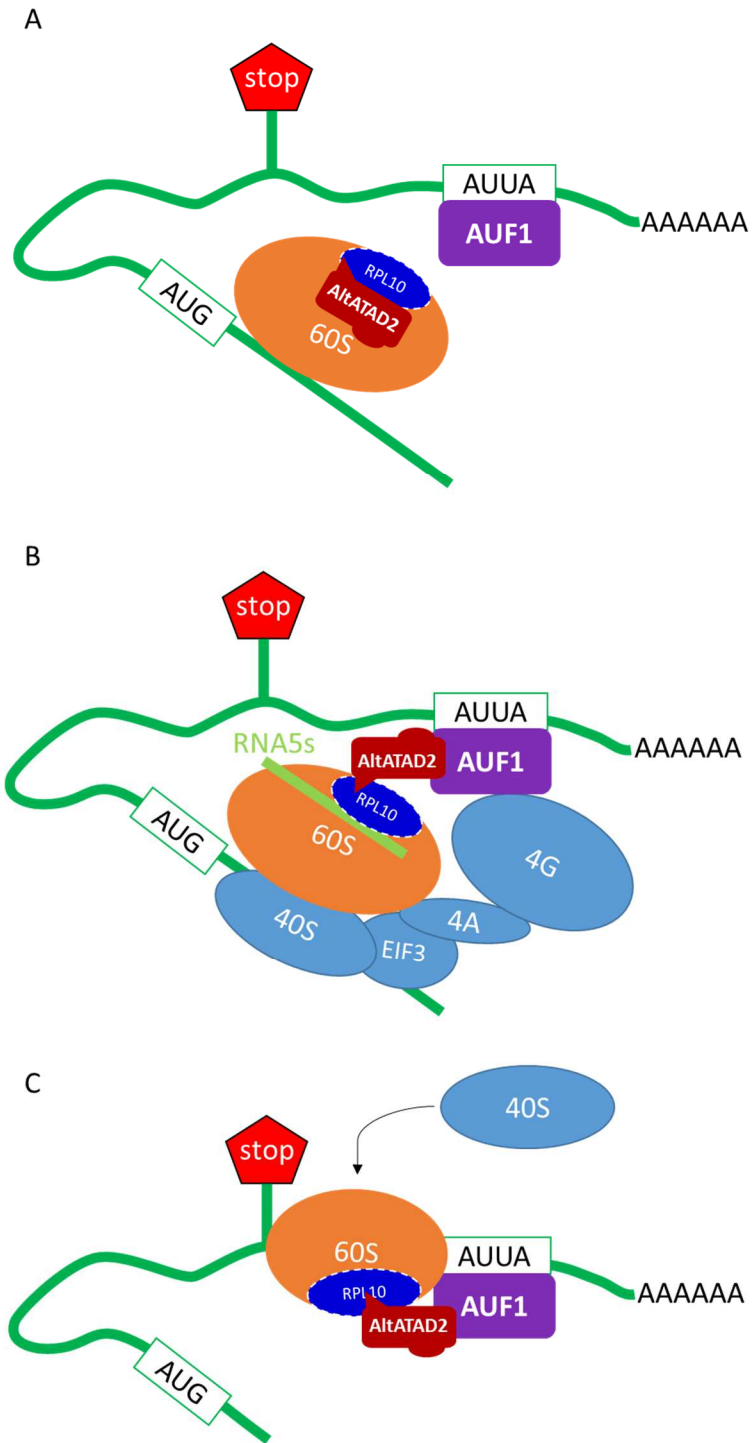 A
stop
AUUA
AUF1
AAAAAA
RPL10
AltATAD2
60S
AUG
B
stop
AUUA
AUF1
AAAAAA
RNA5s
AltATAD2
RPL10
60S
AUG
4G
40S
4A
EIF3
C
40S
stop
60S
AUUA
RPL10
AUF1
AAAAAA
AltATAD2
AUG